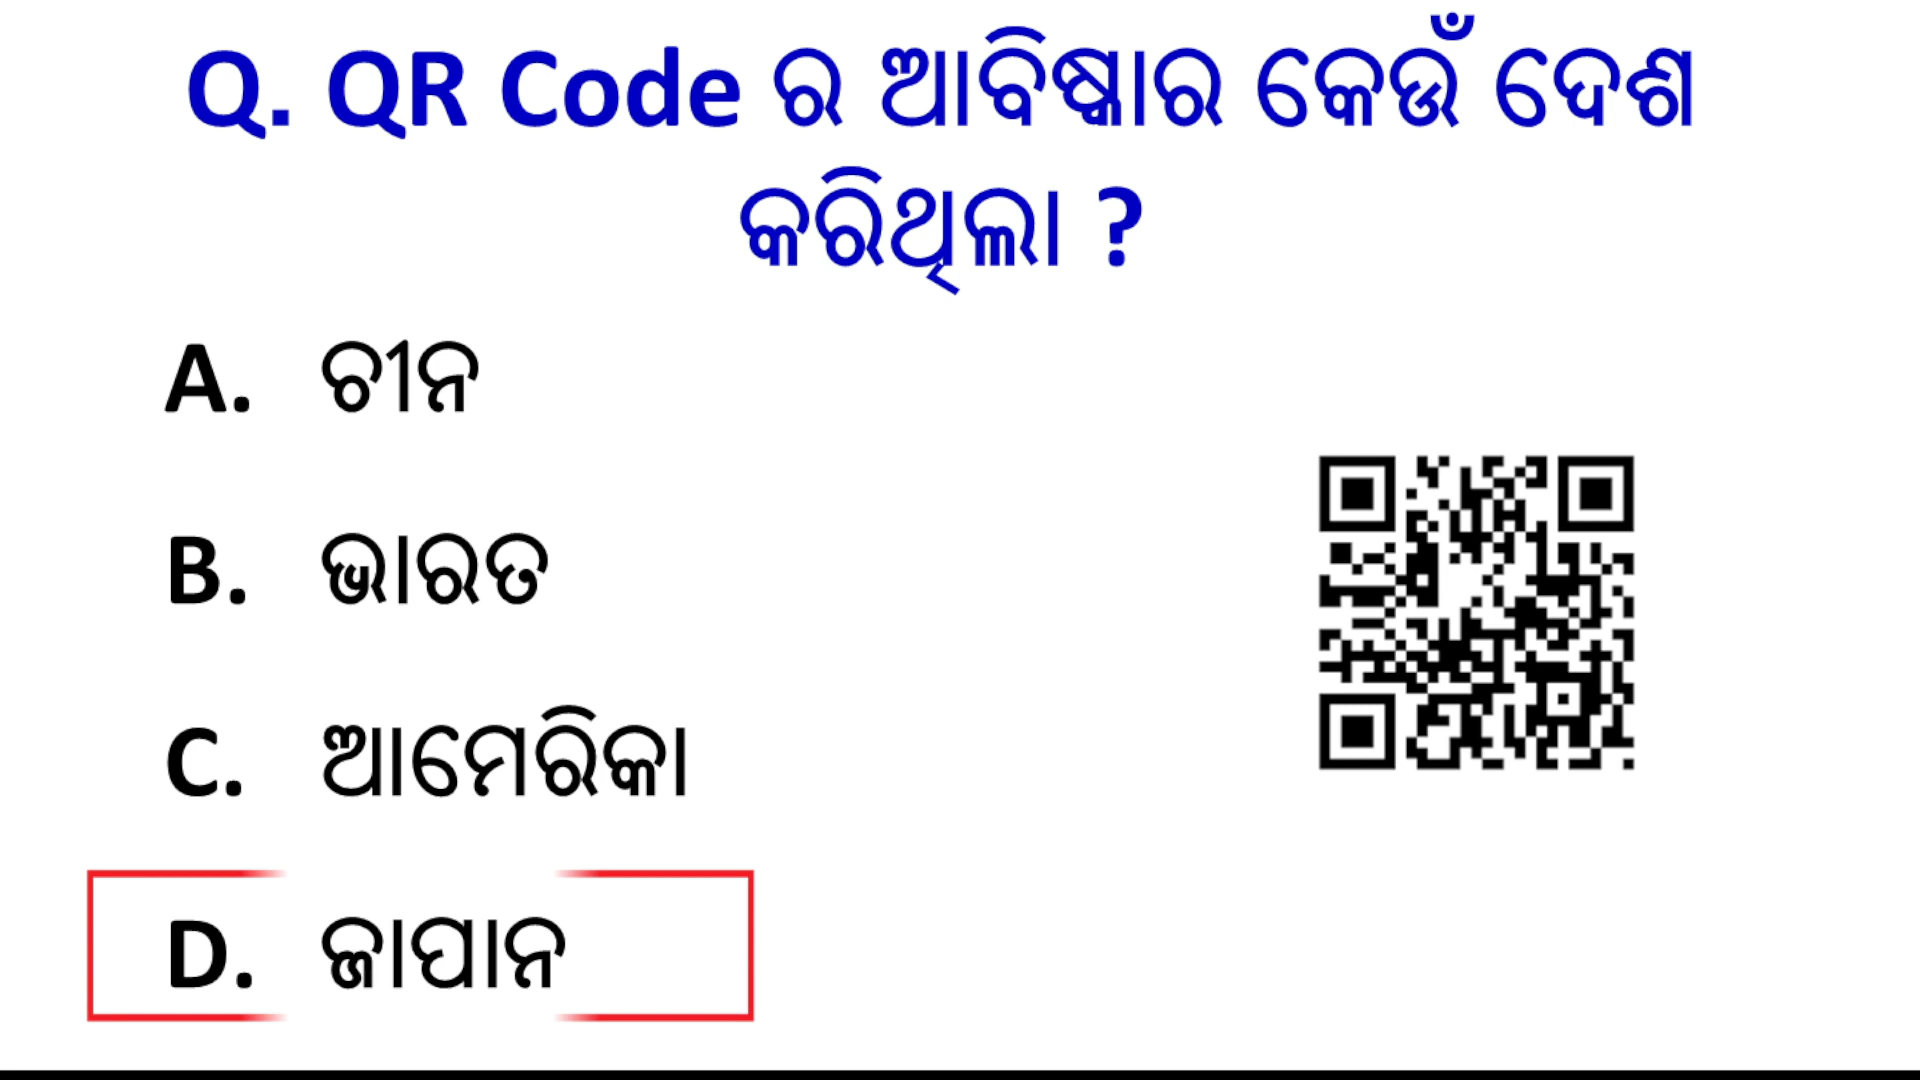 Q. QR Code ର ଆବିଷ୍କାର କେଉଁ ଦେଶ
କରିଥିଲା ?
A. ଚୀନ
B. ଭାରତ
C. ଆମେରିକା
D. ଜାପାନ